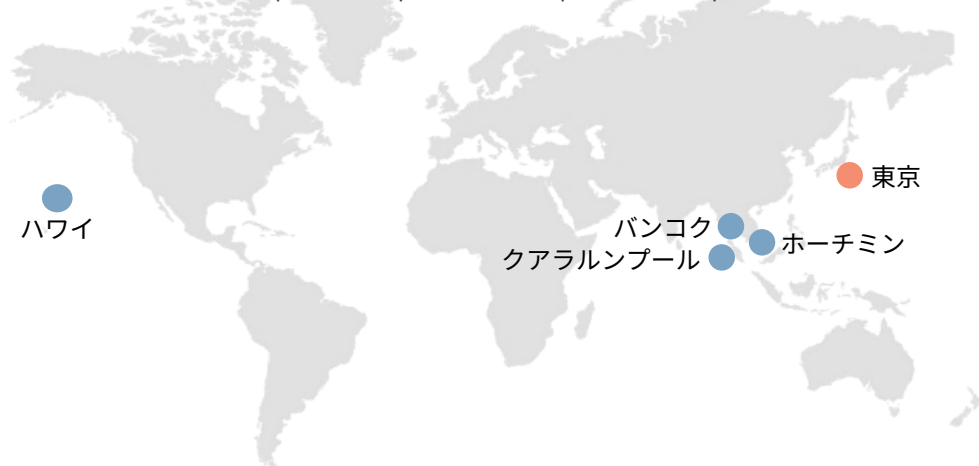 東京
ハワイ
バンコク
ホーチミン
クアラルンプール